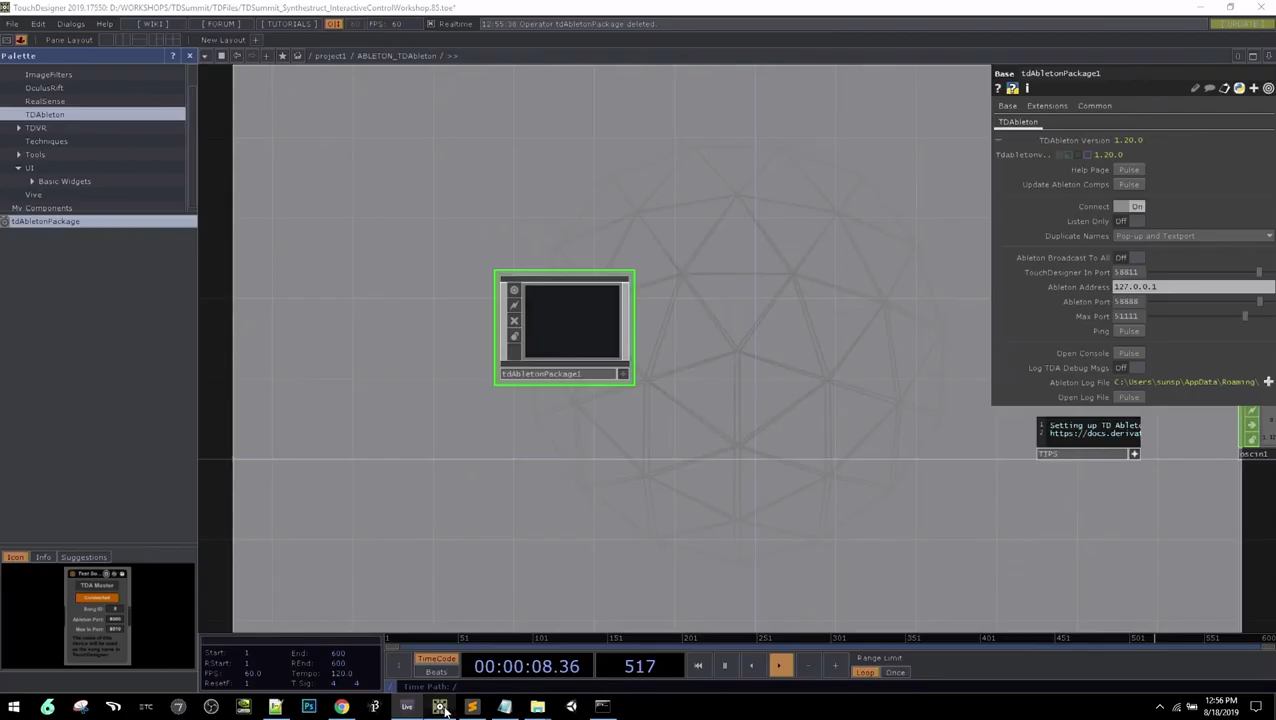 TouchDesigner 2019.17550: D:/WORKSHOPS/TDSummit/TDFiles/TDSummit_Synthestruct_InteractiveControlWorkshop.85.toe*
File Edit Dialogs Help [ WIKI ] [ FORUM ] [ TUTORIALS ] FPS: 60 Realtime 12:55:38 Operator tdAbletonPackage deleted. [ UPDATE ]
Pane Layout New Layout +
Palette ? x
/ project1 / ABLETON_TDAbleton / >>
ImageFilters
OculusRift
RealSense
TDAbleton
TDVR
Techniques
Tools
UI
Basic Widgets
Vive
My Components
tdAbletonPackage
Icon Info Suggestions
TDA Master
Connected
tdAbletonPackage1
Base tdAbletonPackage1
Base Extensions Common
TDAbleton
TDAbleton Version 1.20.0
Tdabletonv.. 1.20.0
Help Page Pulse
Update Ableton Comps Pulse
Connect On
Listen Only Off
Duplicate Names Pop-up and Textport
Ableton Broadcast To All Off
TouchDesigner In Port 58811
Ableton Address 127.0.0.1
Ableton Port 58888
Max Port 51111
Ping Pulse
Open Console Pulse
Log TDA Debug Msgs Off
Ableton Log File C:\Users\sunsp\AppData\Roaming\
Open Log File Pulse
1 Setting up TD Ableto
2 https://docs.deriva
TIPS
oscin1
1 51 101 151 201 251 301 351 401 451 501 551 600
Start: 1 End: 600
RStart: 1 REnd: 600
FPS: 60.0 Tempo: 120.0
ResetF: 1 T Sig: 4 4
TimeCode
Beats
00:00:08.36 517
Range Limit
Loop Once
Time Path: /
Live
12:56 PM
8/18/2019